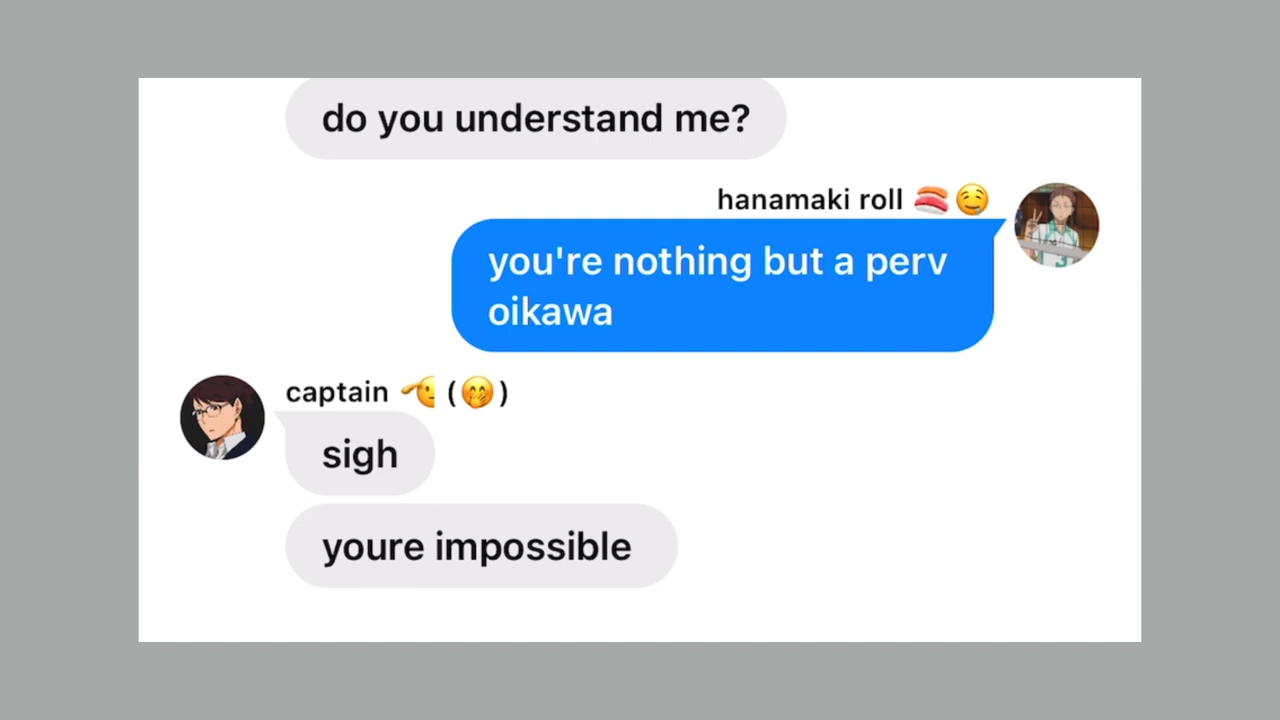 do you understand me?
hanamaki roll 🍣🤤
you're nothing but a perv
oikawa
captain 🫡 (🤭)
sigh
youre impossible